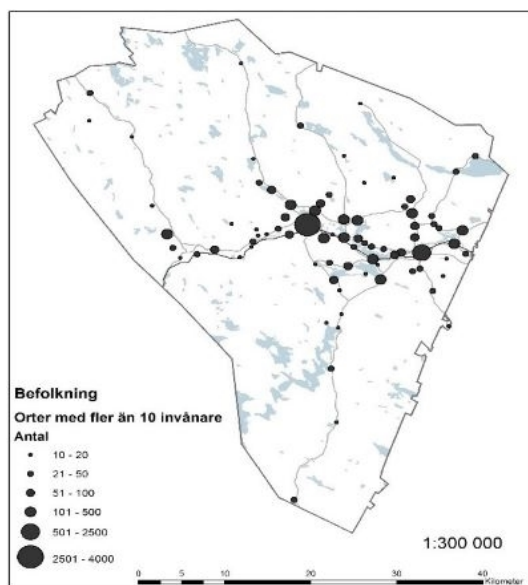 Befolkning
Orter med fler än 10 invånare
Antal
10 - 20
21 - 50
51 - 100
101 - 500
501 - 2500
2501 - 4000
1:300 000
0 5 10 20 30 40
Kilometer